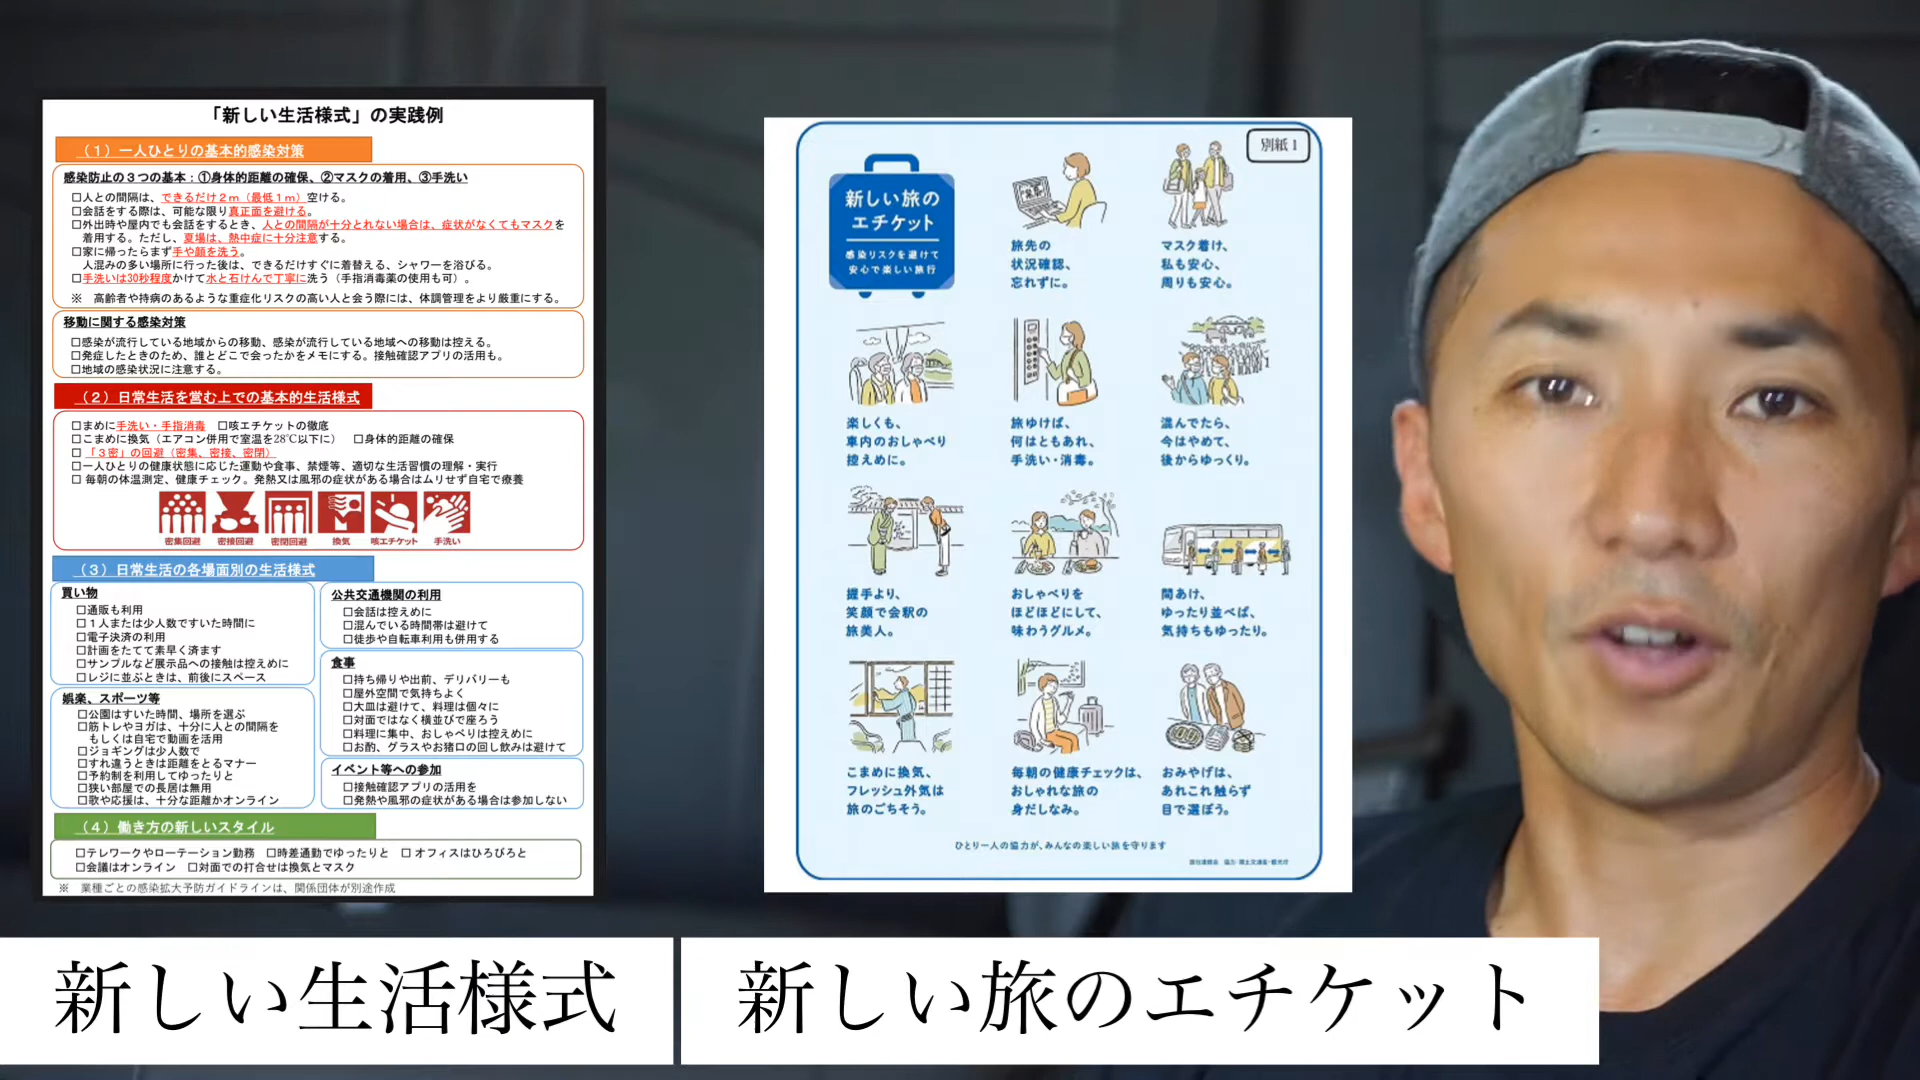 「新しい生活様式」の実践例
（１）一人ひとりの基本的感染対策
感染防止の３つの基本：①身体的距離の確保、②マスクの着用、③手洗い
□人との間隔は、できるだけ２ｍ（最低１ｍ）空ける。
□会話をする際は、可能な限り真正面を避ける。
□外出時や屋内でも会話をするとき、人との間隔が十分とれない場合は、症状がなくてもマスクを
着用する。ただし、夏場は、熱中症に十分注意する。
□家に帰ったらまず手や顔を洗う。
人混みの多い場所に行った後は、できるだけすぐに着替える、シャワーを浴びる。
□手洗いは30秒程度かけて水と石けんで丁寧に洗う（手指消毒薬の使用も可）。
※　高齢者や持病のあるような重症化リスクの高い人と会う際には、体調管理をより厳重にする。
移動に関する感染対策
□感染が流行している地域からの移動、感染が流行している地域への移動は控える。
□発症したときのため、誰とどこで会ったかをメモにする。接触確認アプリの活用も。
□地域の感染状況に注意する。
（２）日常生活を営む上での基本的生活様式
□まめに手洗い・手指消毒　□咳エチケットの徹底
□こまめに換気（エアコン併用で室温を28℃以下に）　□身体的距離の確保
□「３密」の回避（密集、密接、密閉）
□一人ひとりの健康状態に応じた運動や食事、禁煙等、適切な生活習慣の理解・実行
□ 毎朝の体温測定、健康チェック。発熱又は風邪の症状がある場合はムリせず自宅で療養
密集回避　密接回避　密閉回避　換気　咳エチケット　手洗い
（３）日常生活の各場面別の生活様式
買い物
□通販も利用
□１人または少人数ですいた時間に
□電子決済の利用
□計画をたてて素早く済ます
□サンプルなど展示品への接触は控えめに
□レジに並ぶときは、前後にスペース
娯楽、スポーツ等
□公園はすいた時間、場所を選ぶ
□筋トレやヨガは、十分に人との間隔を
もしくは自宅で動画を活用
□ジョギングは少人数で
□すれ違うときは距離をとるマナー
□予約制を利用してゆったりと
□狭い部屋での長居は無用
□歌や応援は、十分な距離かオンライン
公共交通機関の利用
□会話は控えめに
□混んでいる時間帯は避けて
□徒歩や自転車利用も併用する
食事
□持ち帰りや出前、デリバリーも
□屋外空間で気持ちよく
□大皿は避けて、料理は個々に
□対面ではなく横並びで座ろう
□料理に集中、おしゃべりは控えめに
□お酌、グラスやお猪口の回し飲みは避けて
イベント等への参加
□接触確認アプリの活用を
□発熱や風邪の症状がある場合は参加しない
（４）働き方の新しいスタイル
□テレワークやローテーション勤務　□時差通勤でゆったりと　□ オフィスはひろびろと
□会議はオンライン　□対面での打合せは換気とマスク
※　業種ごとの感染拡大予防ガイドラインは、関係団体が別途作成
別紙１
新しい旅の
エチケット
感染リスクを避けて
安心で楽しい旅行
旅先の
状況確認、
忘れずに。
マスク着け、
私も安心、
周りも安心。
楽しくも、
車内のおしゃべり
控えめに。
旅ゆけば、
何はともあれ、
手洗い・消毒。
混んでたら、
今はやめて、
後からゆっくり。
握手より、
笑顔で会釈の
旅美人。
おしゃべりを
ほどほどにして、
味わうグルメ。
間あけ、
ゆったり並べば、
気持ちもゆったり。
こまめに換気、
フレッシュ外気は
旅のごちそう。
毎朝の健康チェックは、
おしゃれな旅の
身だしなみ。
おみやげは、
あれこれ触らず
目で選ぼう。
ひとり一人の協力が、みんなの楽しい旅を守ります
新しい生活様式
新しい旅のエチケット